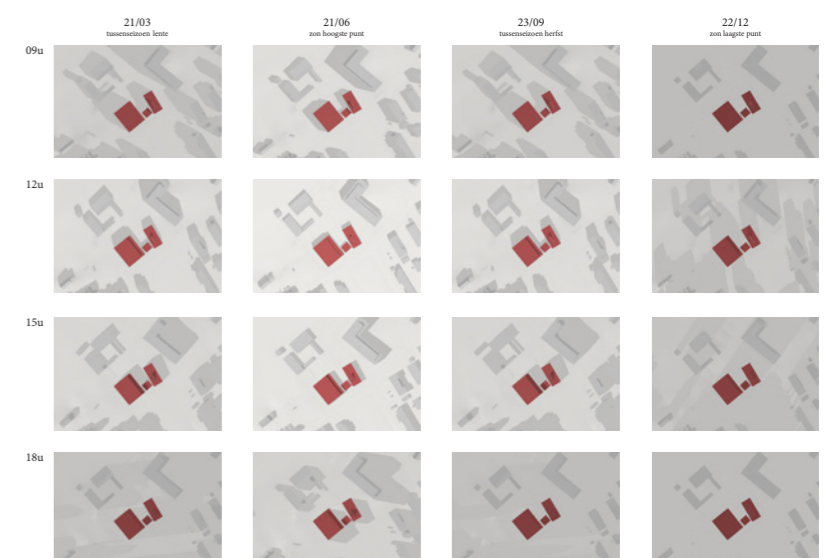 21/03
tussenseizoen lente
21/06
zon hoogste punt
23/09
tussenseizoen herfst
22/12
zon laagste punt
09u
12u
15u
18u